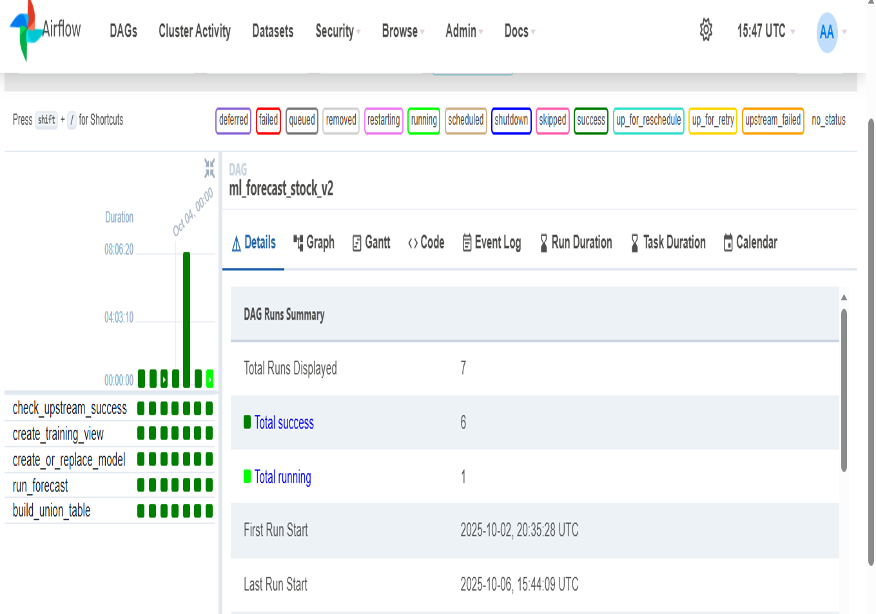 Airflow DAGs Cluster Activity Datasets Security Browse Admin Docs 15:47 UTC AA
Press shift + / for Shortcuts deferred failed queued removed restarting running scheduled shutdown skipped success up_for_reschedule up_for_retry upstream_failed no_status
DAG
ml_forecast_stock_v2
Oct 04, 00:00
Duration
08:06:20
04:03:10
00:00:00
check_upstream_success
create_training_view
create_or_replace_model
run_forecast
build_union_table
Details Graph Gantt Code Event Log Run Duration Task Duration Calendar
DAG Runs Summary
Total Runs Displayed 7
Total success 6
Total running 1
First Run Start 2025-10-02, 20:35:28 UTC
Last Run Start 2025-10-06, 15:44:09 UTC